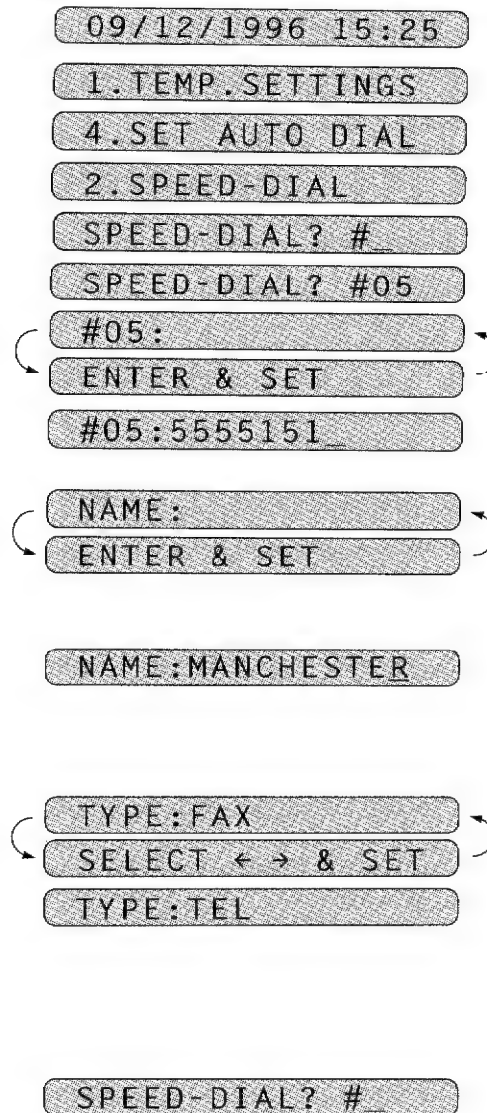 09/12/1996 15:25
1.TEMP.SETTINGS
4.SET AUTO DIAL
2.SPEED-DIAL
SPEED-DIAL? #_
SPEED-DIAL? #05
#05:
ENTER & SET
#05:5555151_
NAME:
ENTER & SET
NAME:MANCHESTER
TYPE:FAX
SELECT ← → & SET
TYPE:TEL
SPEED-DIAL? #_